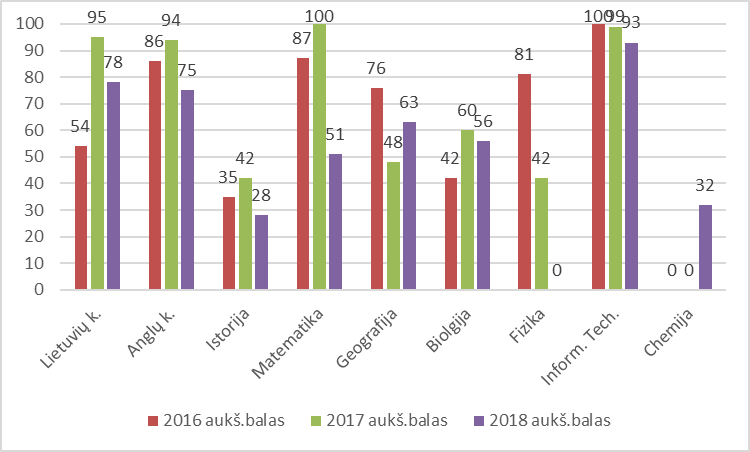 100
90
80
70
60
50
40
30
20
10
0
54 95 78
86 94 75
35 42 28
87 100 51
76 48 63
42 60 56
81 42 0
100 99 93
0 0 32
Lietuvių k.
Anglų k.
Istorija
Matematika
Geografija
Biolgija
Fizika
Inform. Tech.
Chemija
2016 aukš.balas 2017 aukš.balas 2018 aukš.balas